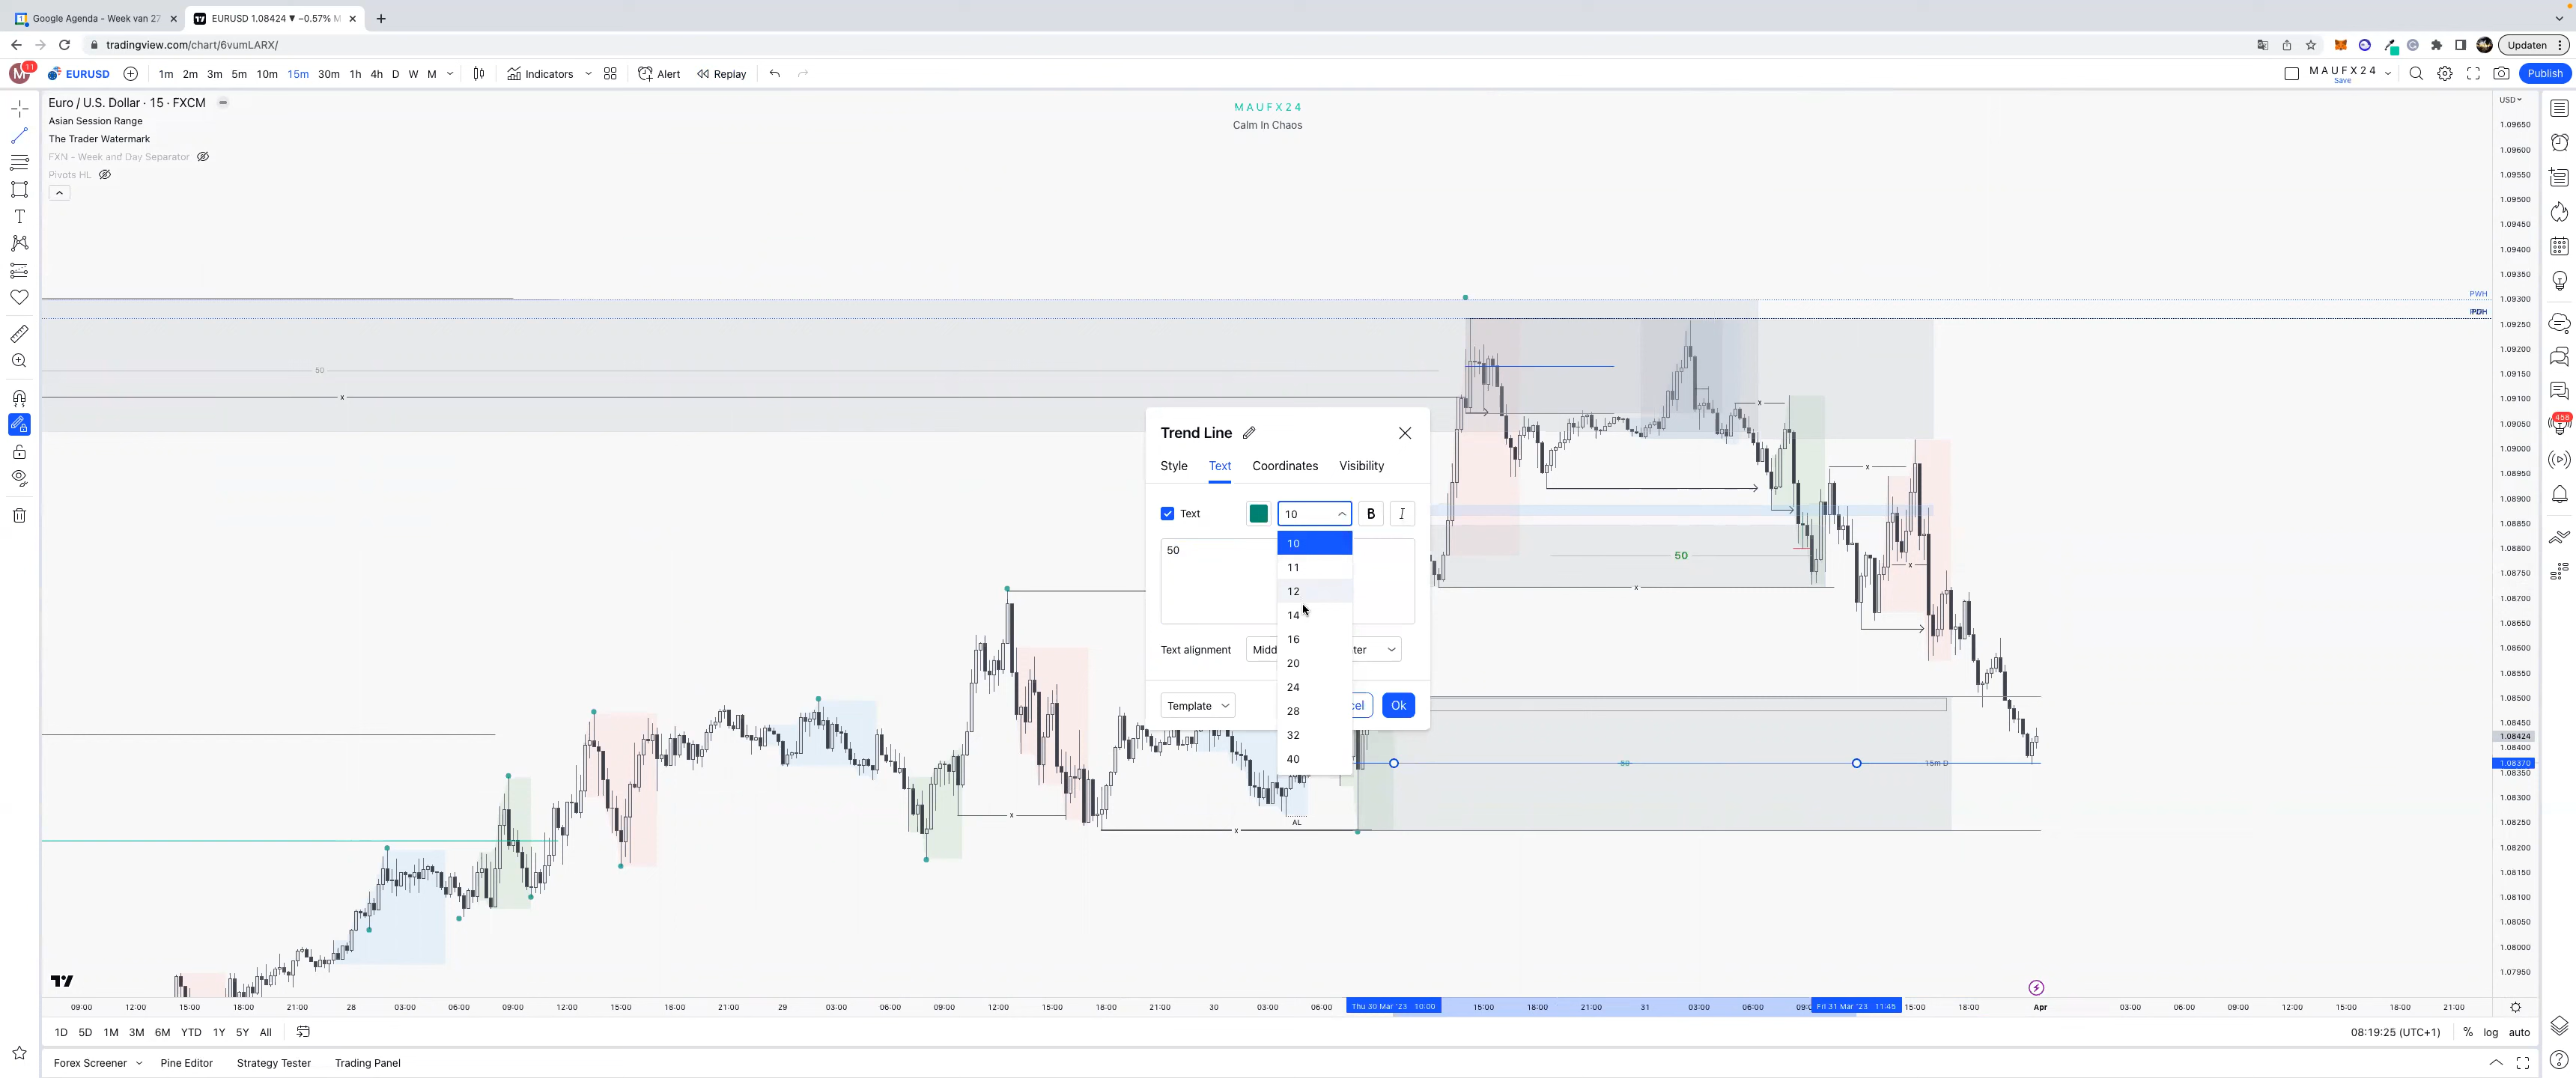 Google Agenda - Week van 27
EURUSD 1.08424 ▼ −0.57% M
tradingview.com/chart/6vumLARX/
Updaten
M
11
EURUSD
1m 2m 3m 5m 10m 15m 30m 1h 4h D W M
Indicators
Alert
Replay
MAUFX24
Save
Publish
Euro / U.S. Dollar · 15 · FXCM
Asian Session Range
The Trader Watermark
FXN - Week and Day Separator
Pivots HL
MAUFX24
Calm In Chaos
USD
1.09650
1.09600
1.09550
1.09500
1.09450
1.09400
1.09350
1.09300
1.09250
1.09200
1.09150
1.09100
1.09050
1.09000
1.08950
1.08900
1.08850
1.08800
1.08750
1.08700
1.08650
1.08600
1.08550
1.08500
1.08450
1.08424
1.08400
1.08370
1.08350
1.08300
1.08250
1.08200
1.08150
1.08100
1.08050
1.08000
1.07950
PWH
50
x
x
x
x
x
50
x
x
x
AL
50
15m D
458
Trend Line
Style Text Coordinates Visibility
Text
10
B I
50
10
11
12
14
16
20
24
28
32
40
Text alignment
Midd
ter
Template
cel
Ok
09:00 12:00 15:00 18:00 21:00 28 03:00 06:00 09:00 12:00 15:00 18:00 21:00 29 03:00 06:00 09:00 12:00 15:00 18:00 21:00 30 03:00 06:00 Thu 30 Mar '23 10:00 15:00 18:00 21:00 31 03:00 06:00 09:0 Fri 31 Mar '23 11:45 15:00 18:00 Apr 03:00 06:00 09:00 12:00 15:00 18:00 21:00
1D 5D 1M 3M 6M YTD 1Y 5Y All
08:19:25 (UTC+1)
% log auto
Forex Screener
Pine Editor
Strategy Tester
Trading Panel